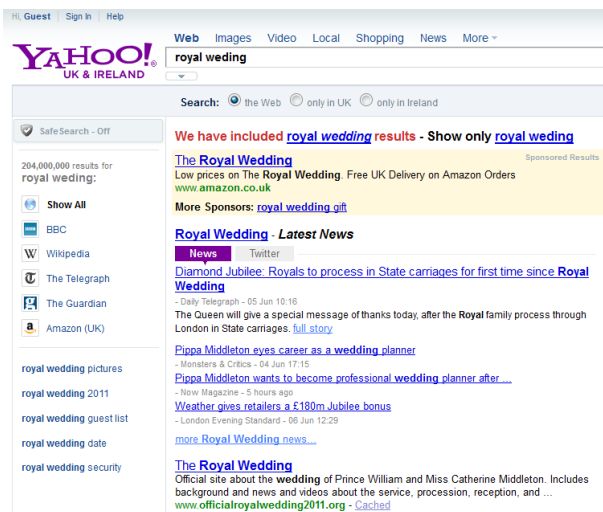 Hi, Guest | Sign In | Help
Web Images Video Local Shopping News More
YAHOO!®
UK & IRELAND
royal weding
Search: the Web only in UK only in Ireland
SafeSearch - Off
204,000,000 results for
royal weding:
Show All
BBC
Wikipedia
The Telegraph
The Guardian
Amazon (UK)
royal wedding pictures
royal wedding 2011
royal wedding guest list
royal wedding date
royal wedding security
We have included royal wedding results - Show only royal weding
The Royal Wedding Sponsored Results
Low prices on The Royal Wedding. Free UK Delivery on Amazon Orders
www.amazon.co.uk
More Sponsors: royal wedding gift
Royal Wedding - Latest News
News Twitter
Diamond Jubilee: Royals to process in State carriages for first time since Royal
Wedding
- Daily Telegraph - 05 Jun 10:16
The Queen will give a special message of thanks today, after the Royal family process through
London in State carriages. full story
Pippa Middleton eyes career as a wedding planner
- Monsters & Critics - 04 Jun 17:15
Pippa Middleton wants to become professional wedding planner after ...
- Now Magazine - 5 hours ago
Weather gives retailers a £180m Jubilee bonus
- London Evening Standard - 06 Jun 12:29
more Royal Wedding news...
The Royal Wedding
Official site about the wedding of Prince William and Miss Catherine Middleton. Includes
background and news and videos about the service, procession, reception, and ...
www.officialroyalwedding2011.org - Cached